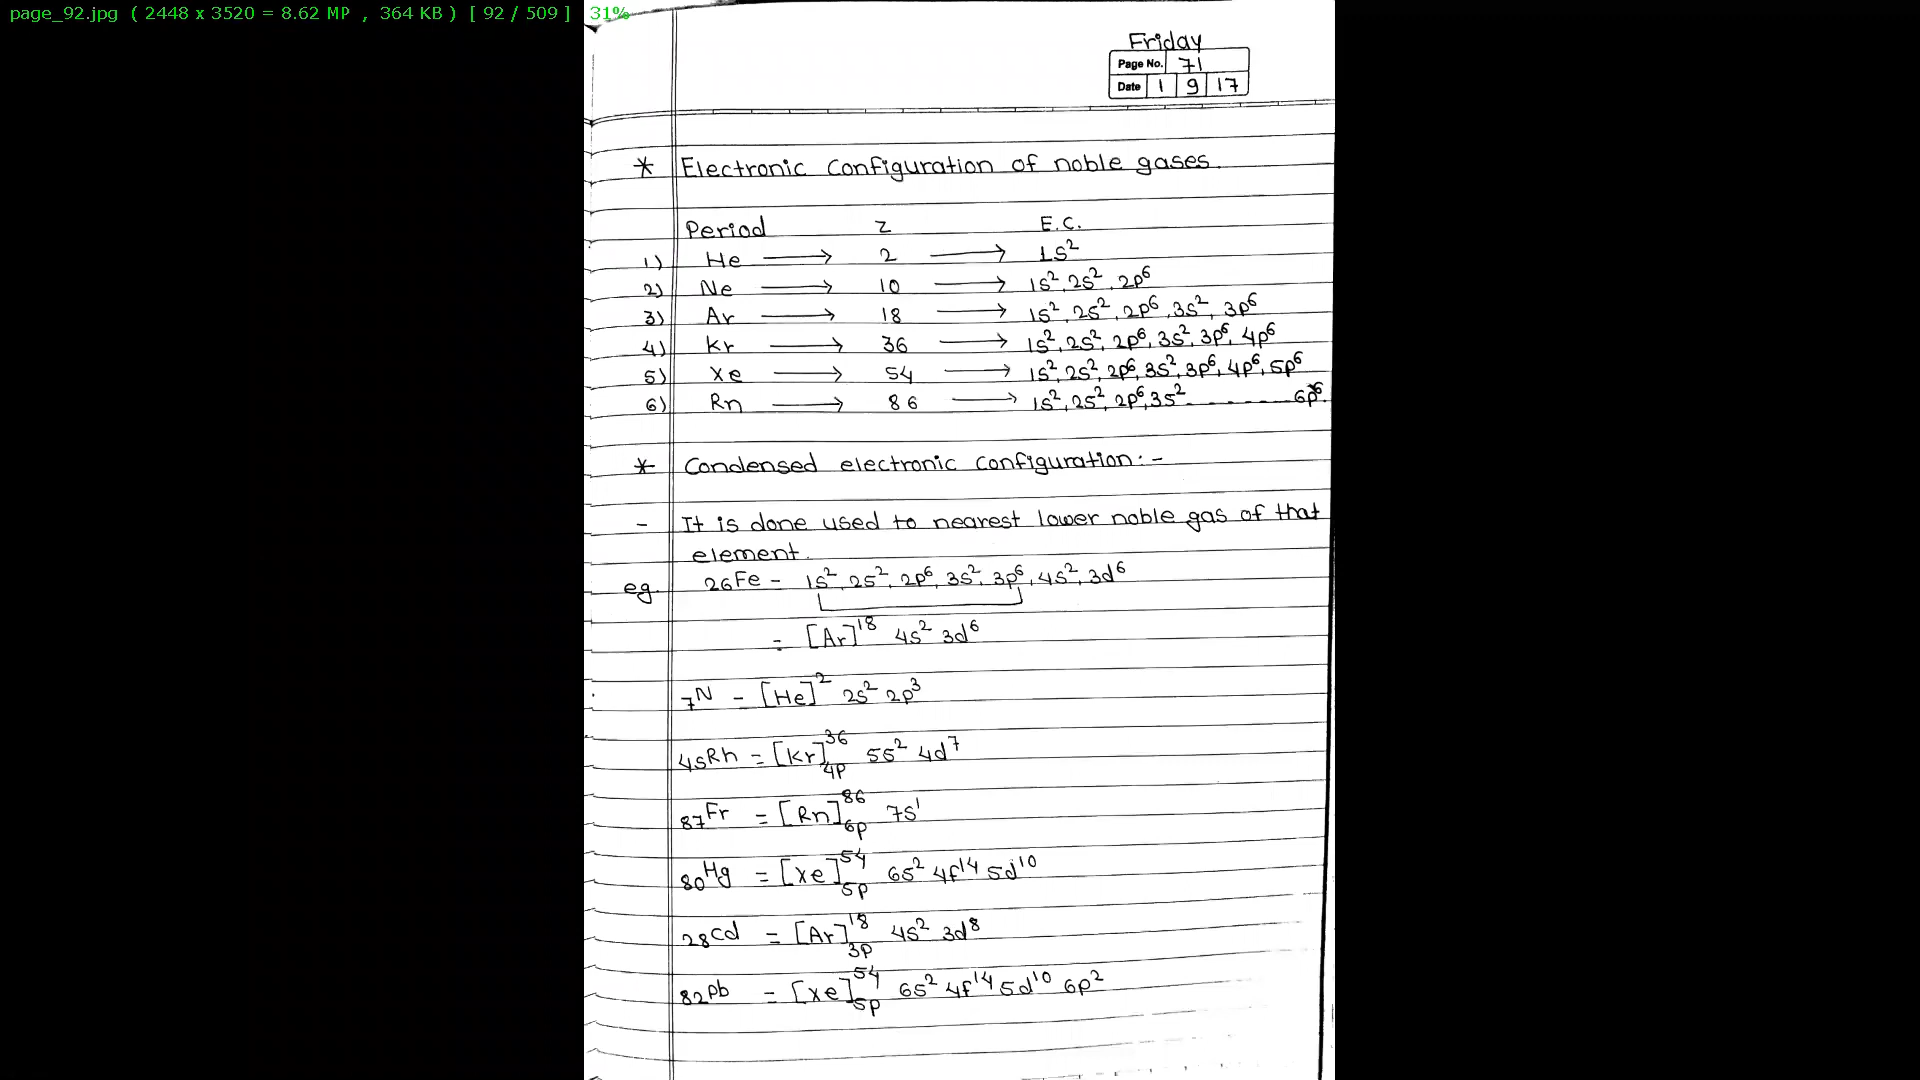 page_92.jpg ( 2448 x 3520 = 8.62 MP , 364 KB ) [ 92 / 509 ] 31%
Friday
Page No. 71
Date 1 9 17
* Electronic configuration of noble gases.
Period Z E.C.
1) He → 2 → 1s²
2) Ne → 10 → 1s², 2s², 2p⁶
3) Ar → 18 → 1s², 2s², 2p⁶, 3s², 3p⁶
4) Kr → 36 → 1s², 2s², 2p⁶, 3s², 3p⁶, 4p⁶
5) Xe → 54 → 1s², 2s², 2p⁶, 3s², 3p⁶, 4p⁶, 5p⁶
6) Rn → 86 → 1s², 2s², 2p⁶, 3s² - - - - - - - - 6p⁶.
* Condensed electronic configuration:-
- It is done used to nearest lower noble gas of that
element.
eg. 26Fe - 1s², 2s², 2p⁶, 3s², 3p⁶, 4s², 3d⁶
= [Ar]¹⁸ 4s² 3d⁶
₇N - [He]² 2s² 2p³
₄₅Rh = [Kr]³⁶ 4p 5s² 4d⁷
₈₇Fr = [Rn]⁸⁶ 6p 7s¹
₈₀Hg = [Xe]⁵⁴ 5p 6s² 4f¹⁴ 5d¹⁰
₂₈Cd = [Ar]¹⁸ 3p 4s² 3d⁸
₈₂Pb = [Xe]⁵⁴ 5p 6s² 4f¹⁴ 5d¹⁰ 6p²